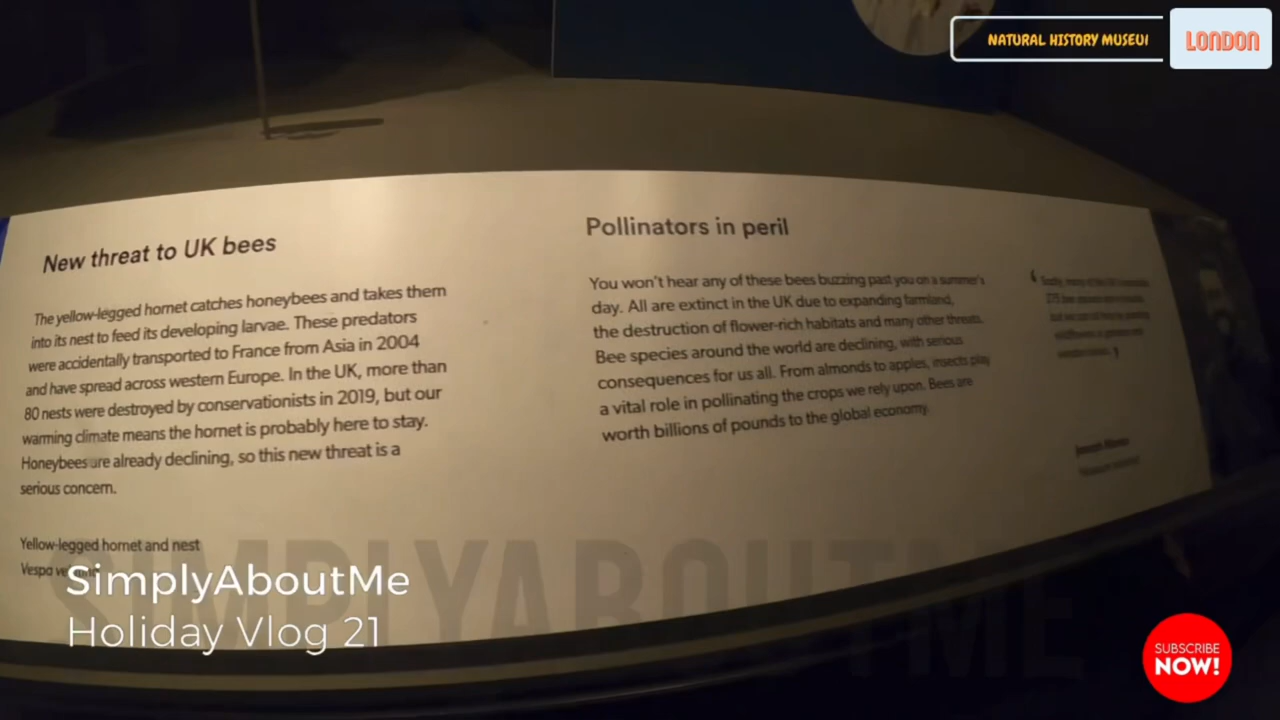 NATURAL HISTORY MUSEUM
LONDON
New threat to UK bees
The yellow-legged hornet catches honeybees and takes them
into its nest to feed its developing larvae. These predators
were accidentally transported to France from Asia in 2004
and have spread across western Europe. In the UK, more than
80 nests were destroyed by conservationists in 2019, but our
warming climate means the hornet is probably here to stay.
Honeybees are already declining, so this new threat is a
serious concern.
Yellow-legged hornet and nest
Vespa
Pollinators in peril
You won't hear any of these bees buzzing past you on a summer's
day. All are extinct in the UK due to expanding farmland,
the destruction of flower-rich habitats and many other threats.
Bee species around the world are declining, with serious
consequences for us all. From almonds to apples, insects play
a vital role in pollinating the crops we rely upon. Bees are
worth billions of pounds to the global economy.
SIMPLYABOUTME
SimplyAboutMe
Holiday Vlog 21
SUBSCRIBE
NOW!